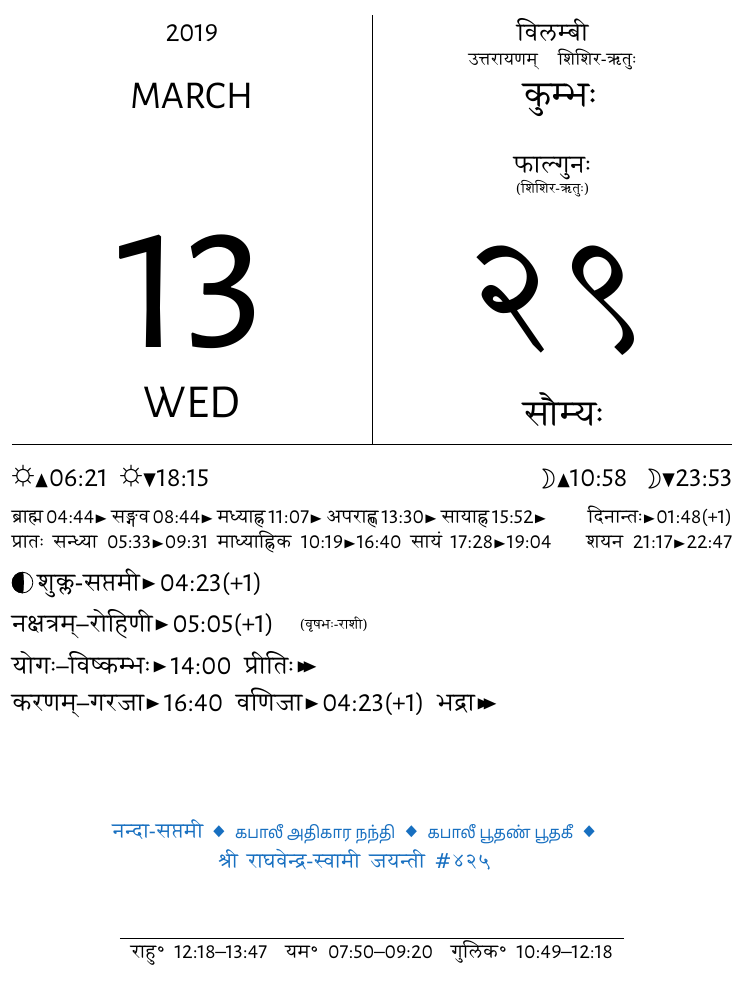 2019
MARCH
13
WED
विलम्बी
उत्तरायणम् शिशिर-ऋतुः
कुम्भः
फाल्गुनः
(शिशिर-ऋतुः)
२९
सौम्यः
☼▲06:21 ☼▼18:15 ☽▲10:58 ☽▼23:53
ब्राह्म 04:44► सङ्गव 08:44► मध्याह्न 11:07► अपराह्ण 13:30► सायाह्न 15:52► दिनान्तः►01:48(+1)
प्रातः सन्ध्या 05:33►09:31 माध्याह्निक 10:19►16:40 सायं 17:28►19:04 शयन 21:17►22:47
शुक्ल-सप्तमी► 04:23(+1)
नक्षत्रम्–रोहिणी► 05:05(+1) (वृषभः-राशी)
योगः–विष्कम्भः►14:00 प्रीतिः►►
करणम्–गरजा►16:40 वणिजा►04:23(+1) भद्रा►►
नन्दा-सप्तमी ◆ கபாலீ அதிகார நந்தி ◆ கபாலீ பூதண் பூதகீ ◆
श्री राघवेन्द्र-स्वामी जयन्ती #४२५
राहु° 12:18–13:47 यम° 07:50–09:20 गुलिक° 10:49–12:18